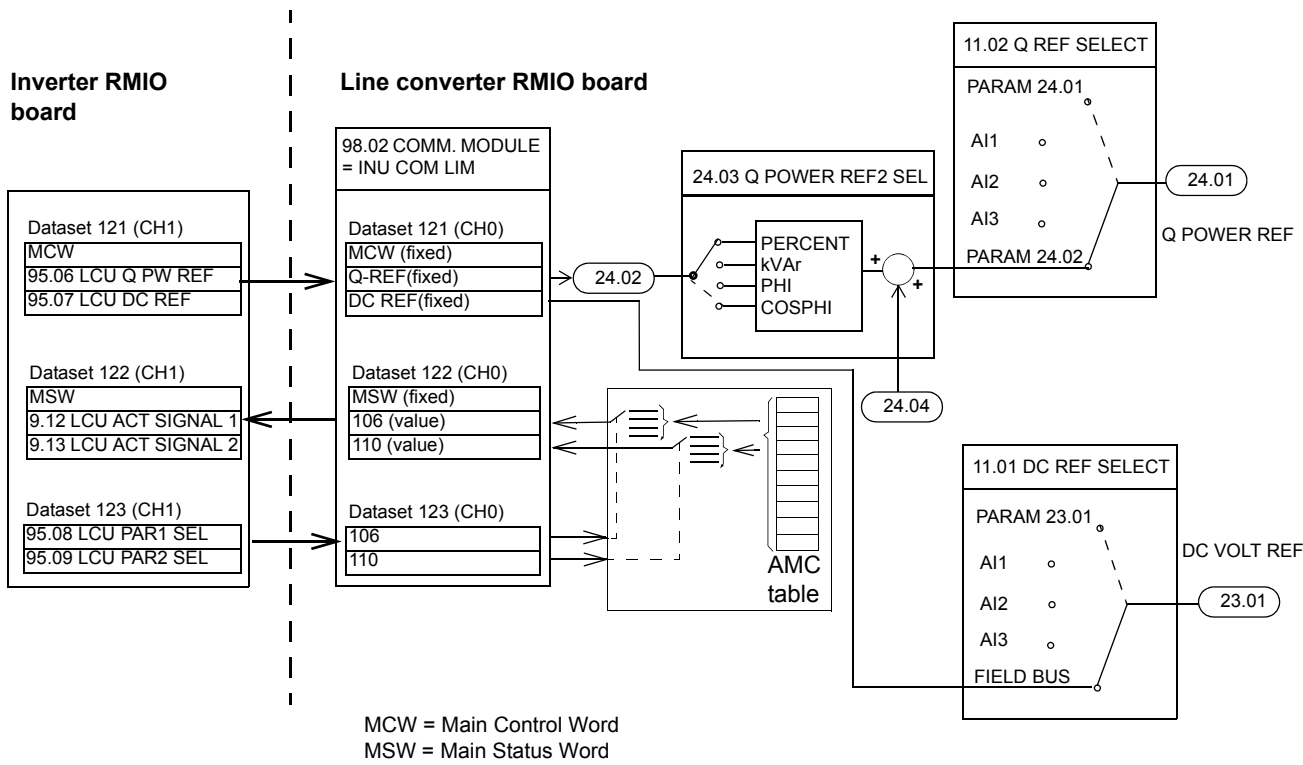 Inverter RMIO
board
Dataset 121 (CH1)
MCW
95.06 LCU Q PW REF
95.07 LCU DC REF
Dataset 122 (CH1)
MSW
9.12 LCU ACT SIGNAL 1
9.13 LCU ACT SIGNAL 2
Dataset 123 (CH1)
95.08 LCU PAR1 SEL
95.09 LCU PAR2 SEL
Line converter RMIO board
98.02 COMM. MODULE
= INU COM LIM
Dataset 121 (CH0)
MCW (fixed)
Q-REF(fixed)
DC REF(fixed)
Dataset 122 (CH0)
MSW (fixed)
106 (value)
110 (value)
Dataset 123 (CH0)
106
110
AMC
table
24.02
24.03 Q POWER REF2 SEL
PERCENT
kVAr
PHI
COSPHI
+
+
24.04
11.02 Q REF SELECT
PARAM 24.01
AI1
AI2
AI3
PARAM 24.02
24.01
Q POWER REF
11.01 DC REF SELECT
PARAM 23.01
AI1
AI2
AI3
FIELD BUS
DC VOLT REF
23.01
MCW = Main Control Word
MSW = Main Status Word